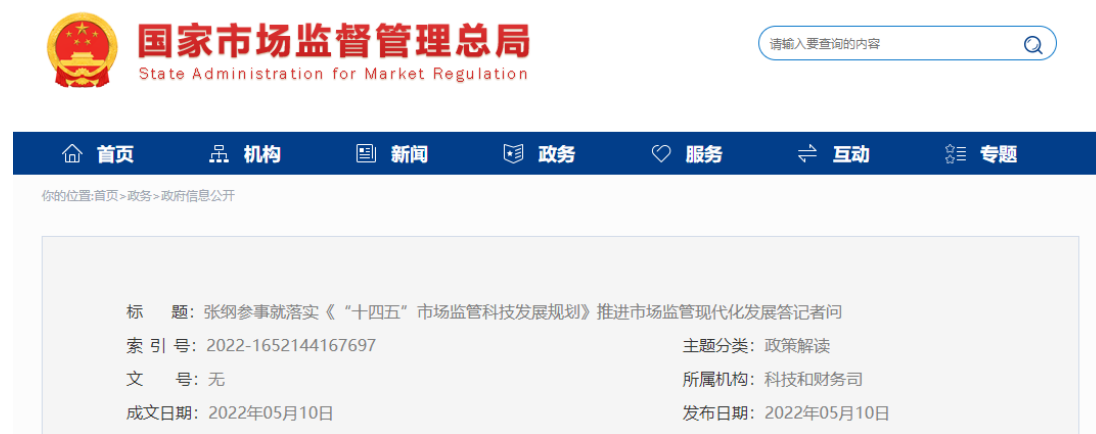 国家市场监督管理总局
State Administration for Market Regulation
请输入要查询的内容
首页 机构 新闻 政务 服务 互动 专题
你的位置:首页>政务>政府信息公开
标 题：张纲参事就落实《“十四五”市场监管科技发展规划》推进市场监管现代化发展答记者问
索 引 号：2022-1652144167697 主题分类：政策解读
文 号：无 所属机构：科技和财务司
成文日期：2022年05月10日 发布日期：2022年05月10日